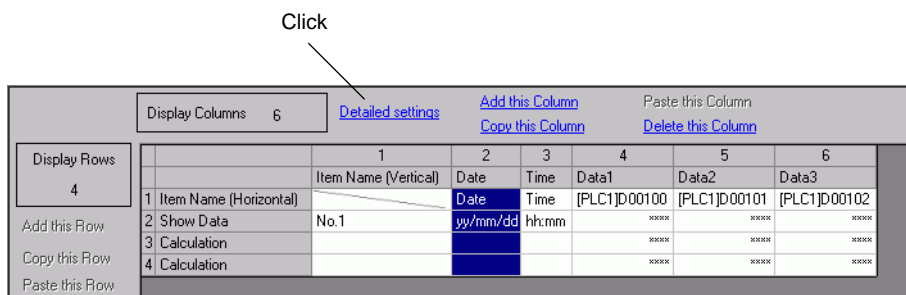 Click
Display Columns 6 Detailed settings Add this Column Paste this Column
Copy this Column Delete this Column
Display Rows
4
1 2 3 4 5 6
Item Name (Vertical) Date Time Data1 Data2 Data3
1 Item Name (Horizontal) Date Time [PLC1]D00100 [PLC1]D00101 [PLC1]D00102
2 Show Data No.1 yy/mm/dd hh:mm **** **** ****
3 Calculation **** **** ****
4 Calculation **** **** ****
Add this Row
Copy this Row
Paste this Row